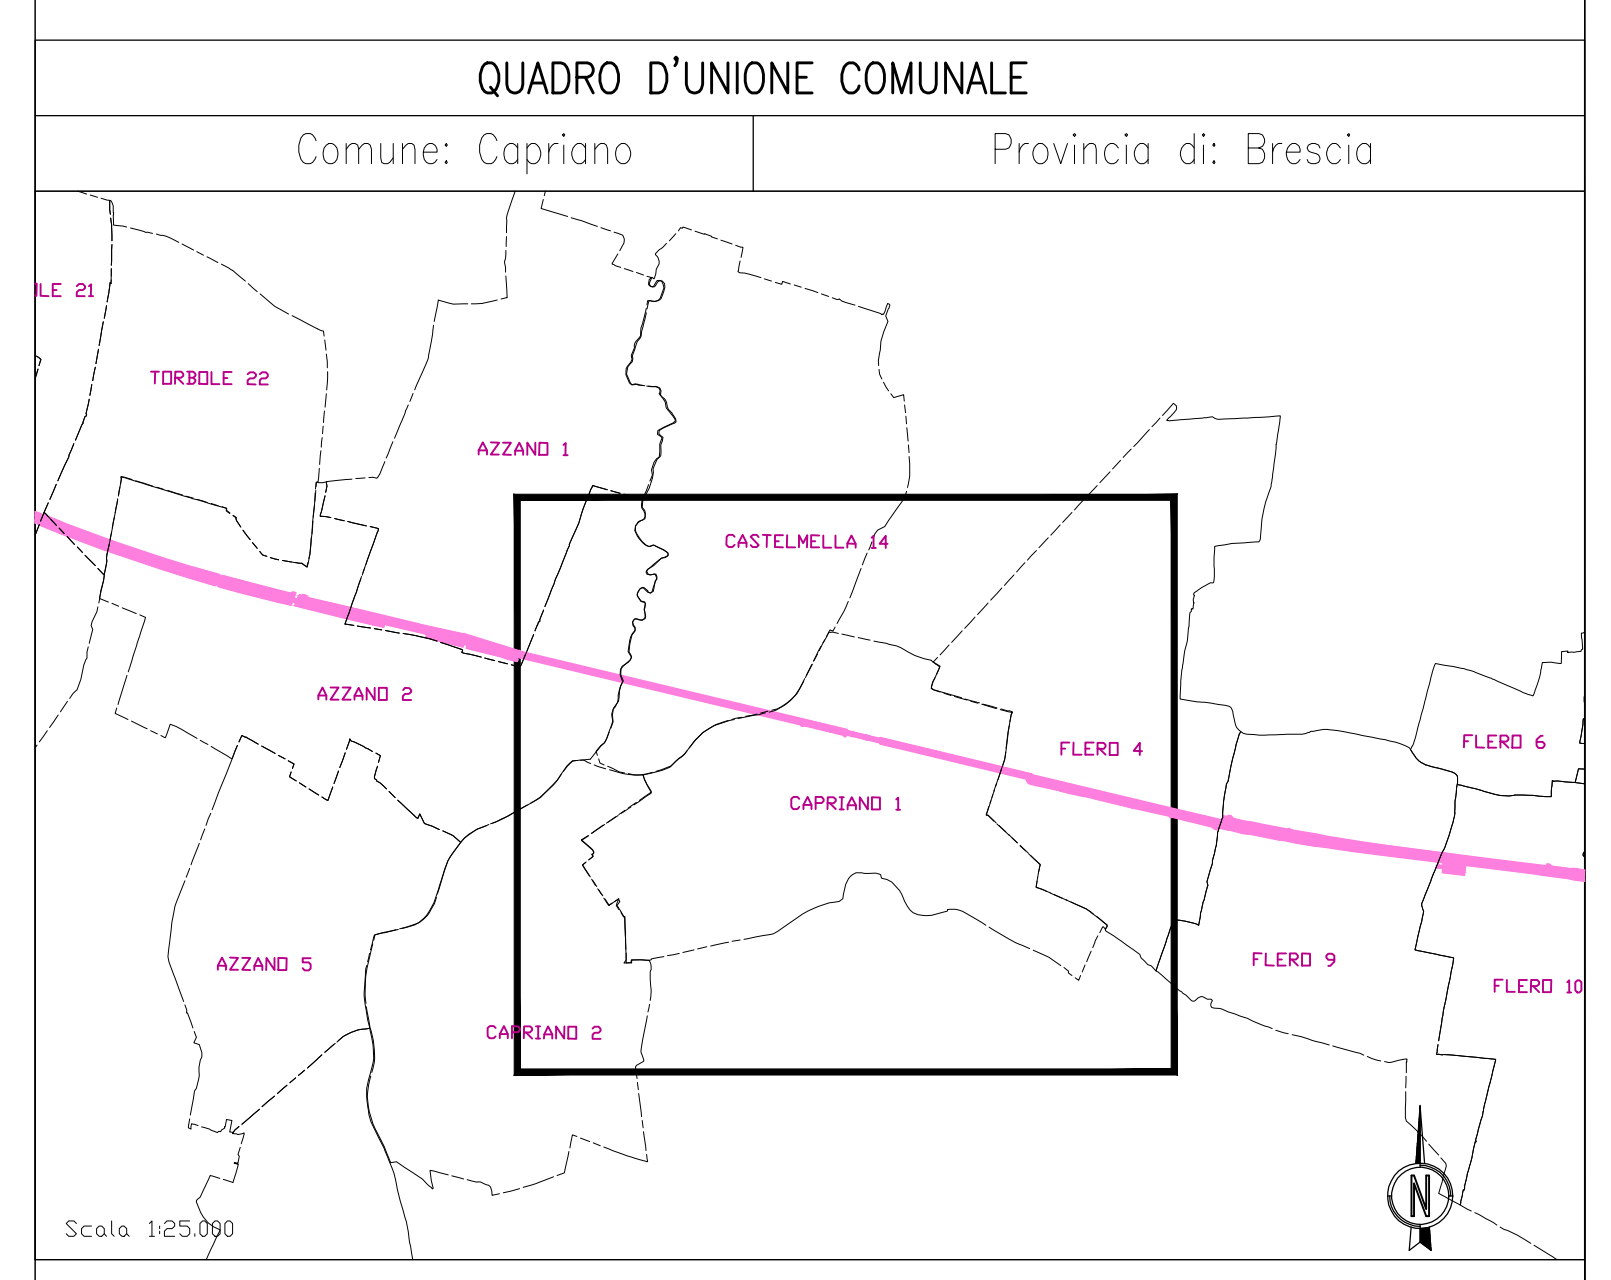 QUADRO D'UNIONE COMUNALE
Comune: Capriano
Provincia di: Brescia
21
TORBOLE 22
AZZANO 1
CASTELMELLA 14
AZZANO 2
FLERO 6
FLERO 4
CAPRIANO 1
FLERO 9
AZZANO 5
FLERO 10
CAPRIANO 2
N
Scala 1:25.000